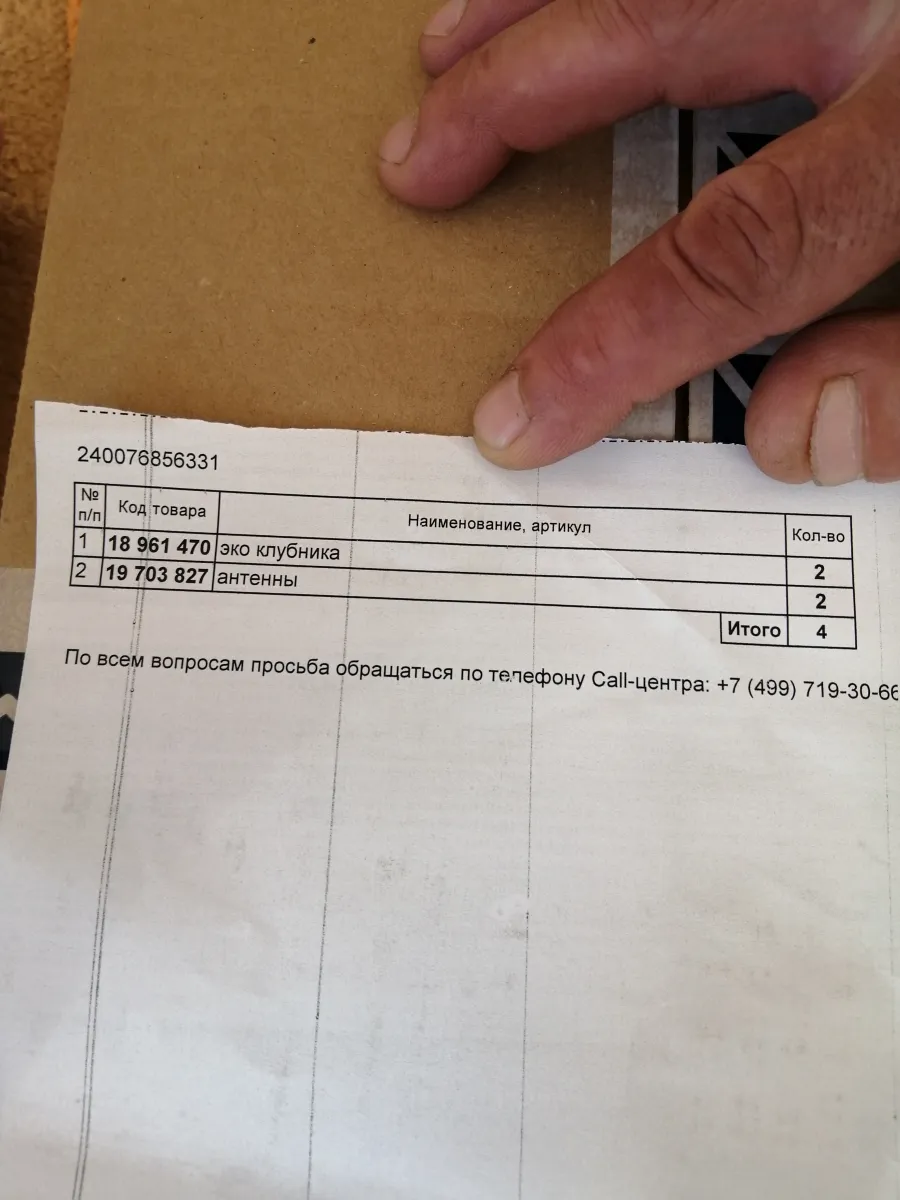 240076856331
№ п/п Код товара Наименование, артикул Кол-во
1 18 961 470 эко клубника 2
2 19 703 827 антенны 2
Итого 4
По всем вопросам просьба обращаться по телефону Call-центра: +7 (499) 719-30-66